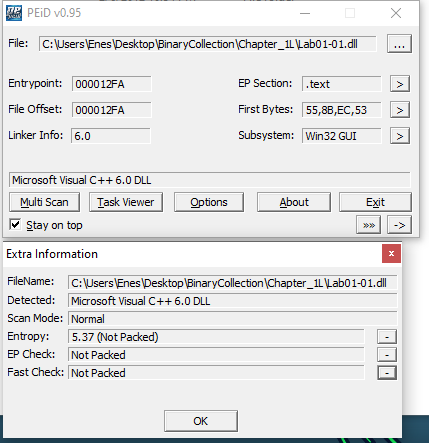 PEiD v0.95
File: C:\Users\Enes\Desktop\BinaryCollection\Chapter_1L\Lab01-01.dll ...
Entrypoint: 000012FA EP Section: .text >
File Offset: 000012FA First Bytes: 55,8B,EC,53 >
Linker Info: 6.0 Subsystem: Win32 GUI >
Microsoft Visual C++ 6.0 DLL
Multi Scan Task Viewer Options About Exit
Stay on top »» ->
Extra Information x
FileName: C:\Users\Enes\Desktop\BinaryCollection\Chapter_1L\Lab01-01.dll
Detected: Microsoft Visual C++ 6.0 DLL
Scan Mode: Normal
Entropy: 5.37 (Not Packed) -
EP Check: Not Packed -
Fast Check: Not Packed -
OK